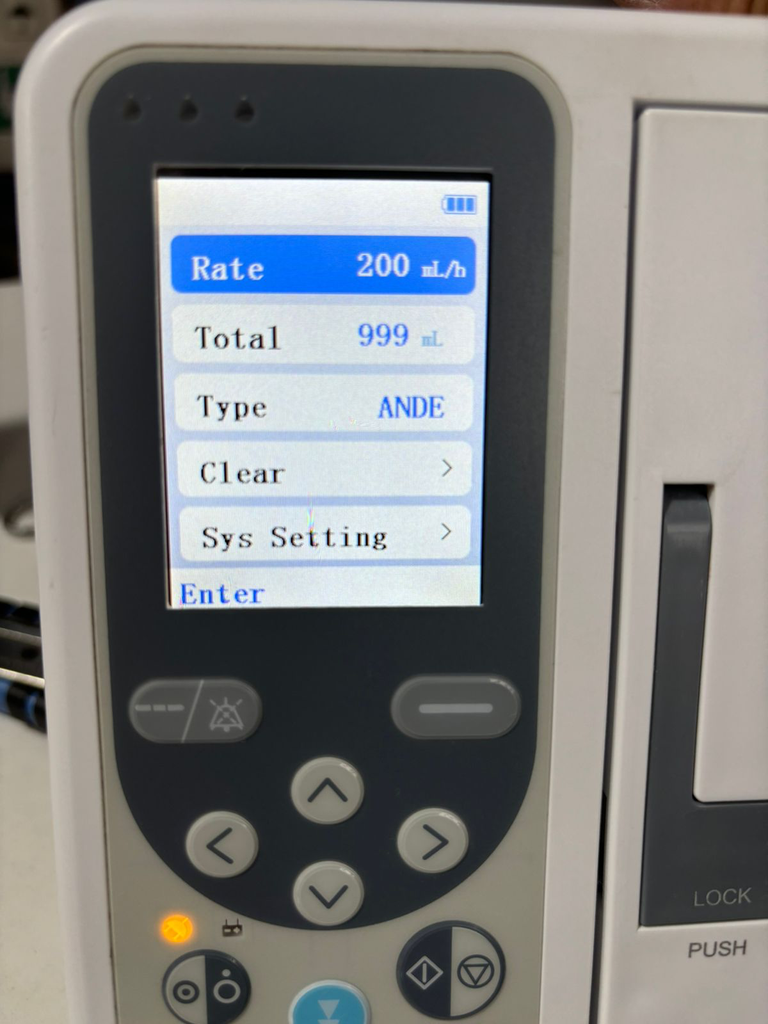 Rate 200 mL/h
Total 999 mL
Type ANDE
Clear
Sys Setting
Enter
LOCK
PUSH